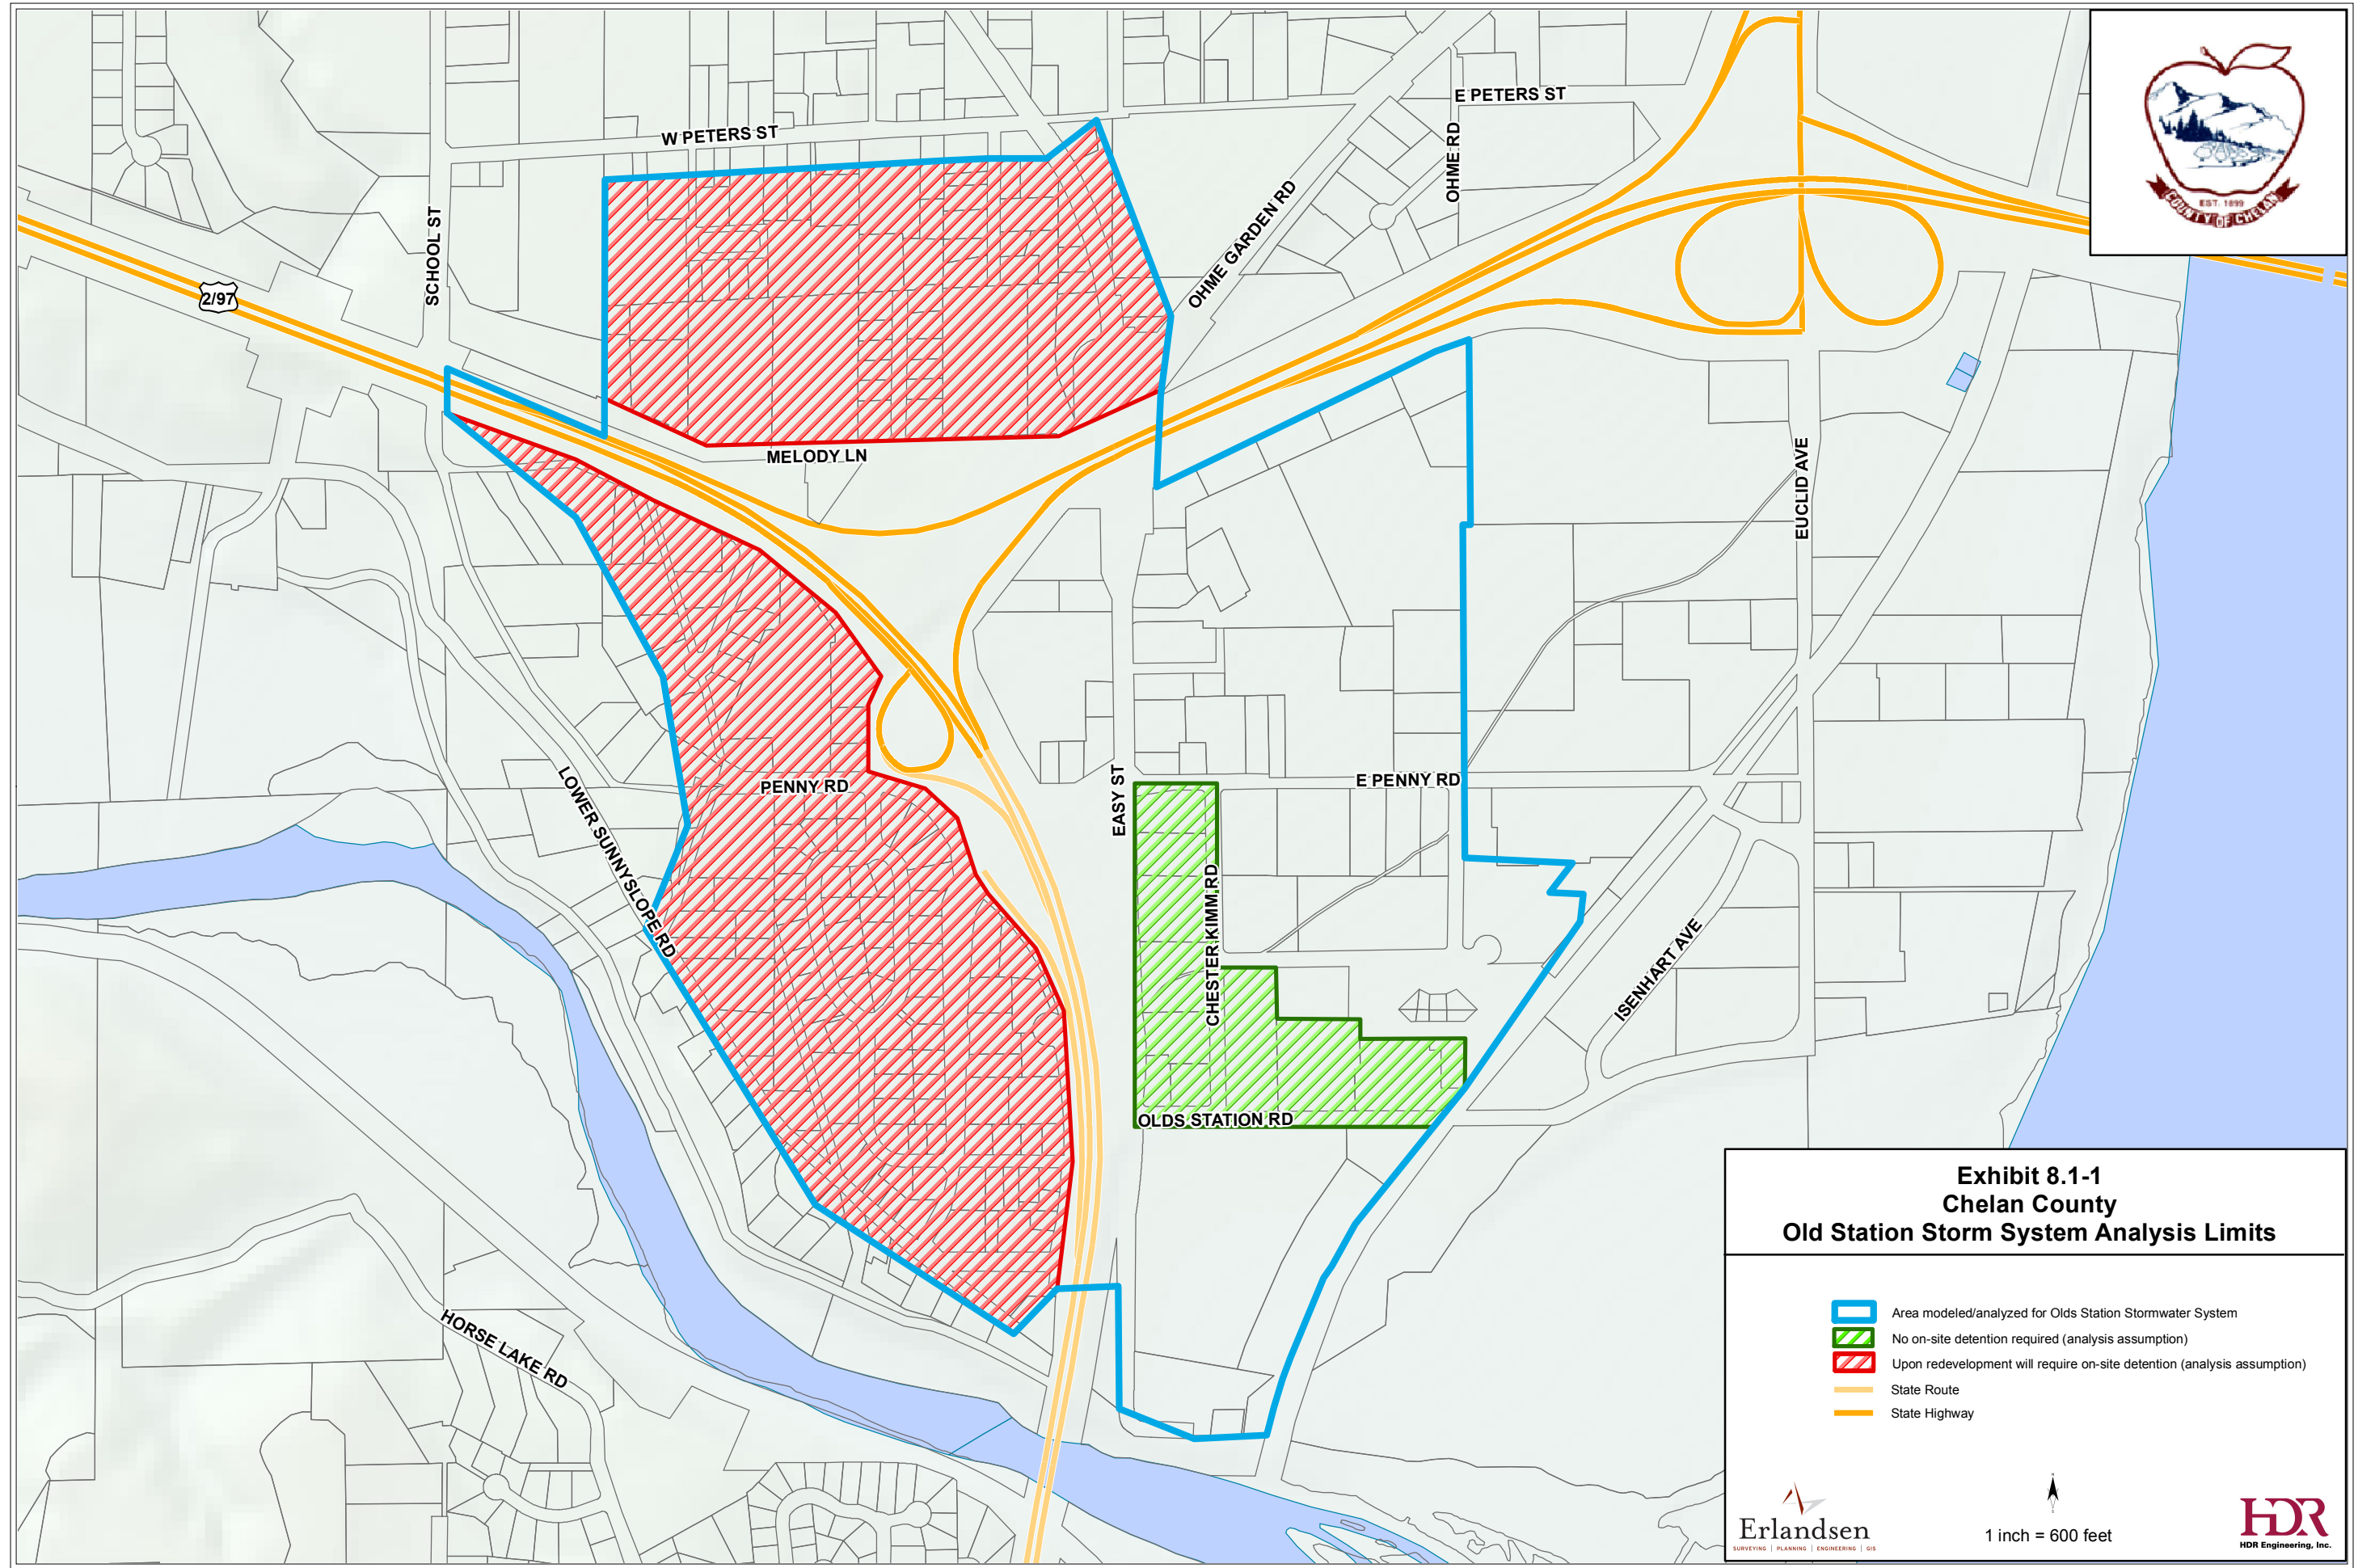 W PETERS ST
E PETERS ST
OHME RD
OHME GARDEN RD
SCHOOL ST
2/97
MELODY LN
EUCLID AVE
PENNY RD
E PENNY RD
EASY ST
LOWER SUNNYSLOPE RD
CHESTER KIMM RD
ISENHART AVE
OLDS STATION RD
HORSE LAKE RD
EST. 1899
COUNTY OF CHELAN
Exhibit 8.1-1
Chelan County
Old Station Storm System Analysis Limits
Area modeled/analyzed for Olds Station Stormwater System
No on-site detention required (analysis assumption)
Upon redevelopment will require on-site detention (analysis assumption)
State Route
State Highway
Erlandsen
SURVEYING | PLANNING | ENGINEERING | GIS
1 inch = 600 feet
HDR
HDR Engineering, Inc.